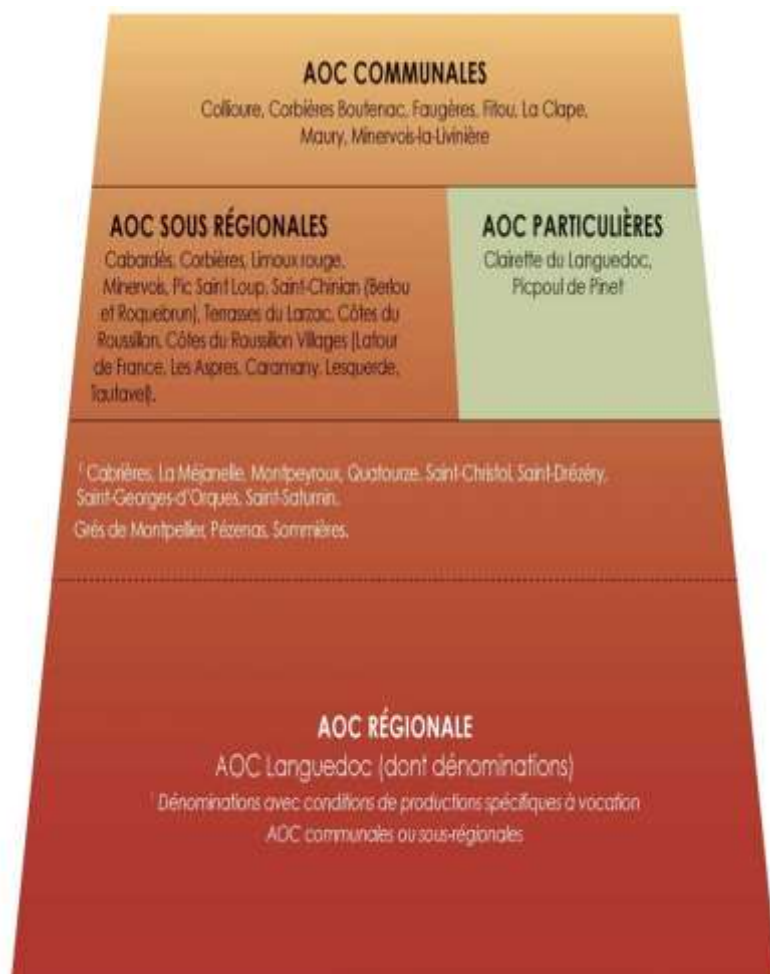 AOC COMMUNALES
Collioure, Corbières Boutenac, Faugères, Fitou, La Clape,
Maury, Minervois-la-Livinière
AOC SOUS RÉGIONALES
Cabardès, Corbières, Limoux rouge,
Minervois, Pic Saint Loup, Saint-Chinian (Berlou
et Roquebrun), Terrasses du Larzac, Côtes du
Roussillon, Côtes du Roussillon Villages (Latour
de France, Les Aspres, Caramany, Lesquerde,
Tautavel).
AOC PARTICULIÈRES
Clairette du Languedoc,
Picpoul de Pinet
¹ Cabrières, La Méjanelle, Montpeyroux, Quatourze, Saint-Christol, Saint-Drézéry,
Saint-Georges-d'Orques, Saint-Saturnin.
Grés de Montpellier, Pézenas, Sommières.
AOC RÉGIONALE
AOC Languedoc (dont dénominations)
¹ Dénominations avec conditions de productions spécifiques à vocation
AOC communales ou sous-régionales